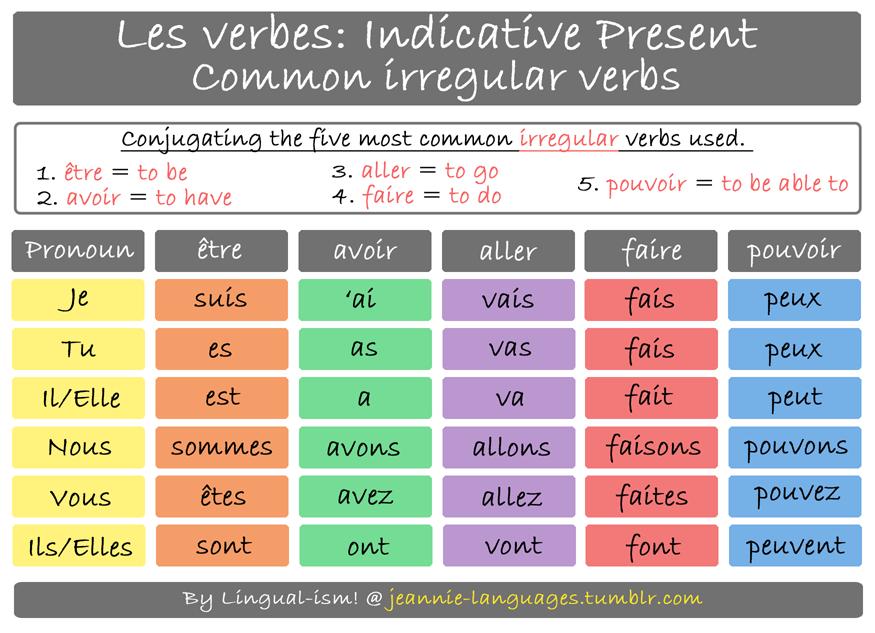 Les verbes: Indicative Present
Common irregular verbs
Conjugating the five most common irregular verbs used.
1. être = to be
2. avoir = to have
3. aller = to go
4. faire = to do
5. pouvoir = to be able to
Pronoun être avoir aller faire pouvoir
Je suis ‘ai vais fais peux
Tu es as vas fais peux
Il/Elle est a va fait peut
Nous sommes avons allons faisons pouvons
Vous êtes avez allez faites pouvez
Ils/Elles sont ont vont font peuvent
By Lingual-ism! @ jeannie-languages.tumblr.com